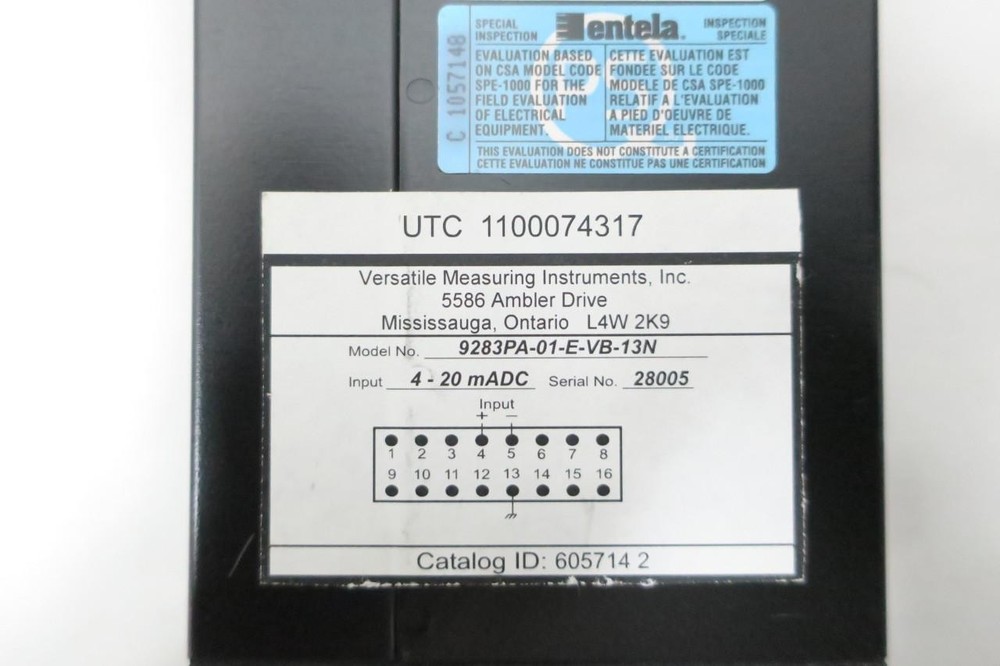 SPECIAL INSPECTION
entela
INSPECTION SPECIALE
C 1057148
EVALUATION BASED
ON CSA MODEL CODE
SPE-1000 FOR THE
FIELD EVALUATION
OF ELECTRICAL
EQUIPMENT.
CETTE EVALUATION EST
FONDEE SUR LE CODE
MODELE DE CSA SPE-1000
RELATIF A L'EVALUATION
A PIED D'OEUVRE DE
MATERIEL ELECTRIQUE.
THIS EVALUATION DOES NOT CONSTITUTE A CERTIFICATION
CETTE EVALUATION NE CONSTITUE PAS UNE CERTIFICATION
UTC 1100074317
Versatile Measuring Instruments, Inc.
5586 Ambler Drive
Mississauga, Ontario L4W 2K9
Model No. 9283PA-01-E-VB-13N
Input 4 - 20 mADC Serial No. 28005
Input
+ –
1 2 3 4 5 6 7 8
9 10 11 12 13 14 15 16
Catalog ID: 605714 2